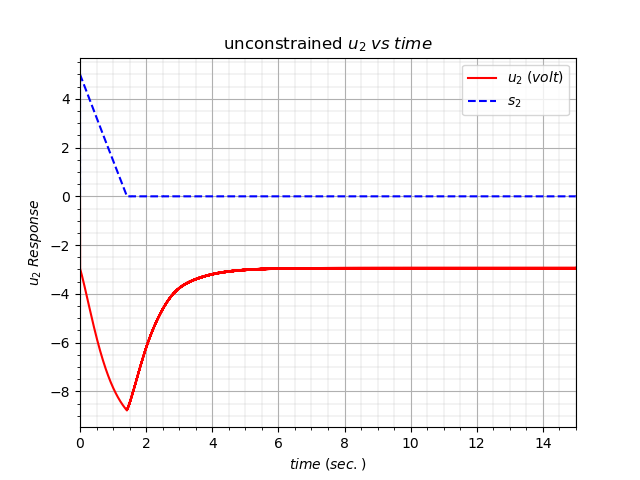 unconstrained u₂ vs time
u₂ (volt)
s₂
4
2
0
−2
−4
−6
−8
u₂ Response
0 2 4 6 8 10 12 14
time (sec. )